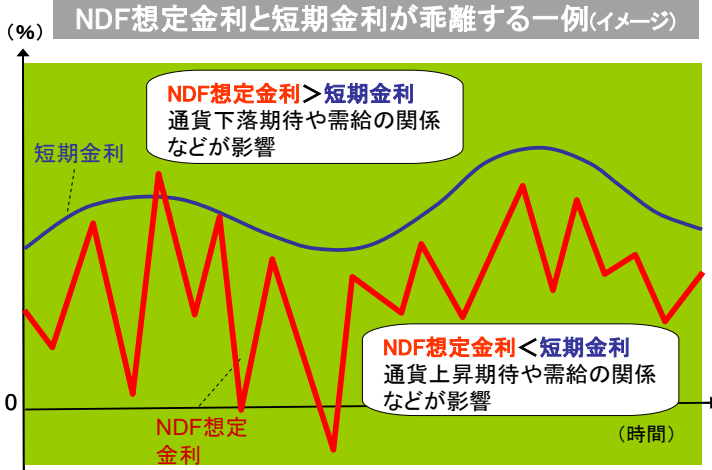 NDF想定金利と短期金利が乖離する一例(イメージ)
(%)
NDF想定金利＞短期金利
通貨下落期待や需給の関係
などが影響
短期金利
NDF想定金利＜短期金利
通貨上昇期待や需給の関係
などが影響
0
NDF想定
金利
(時間)